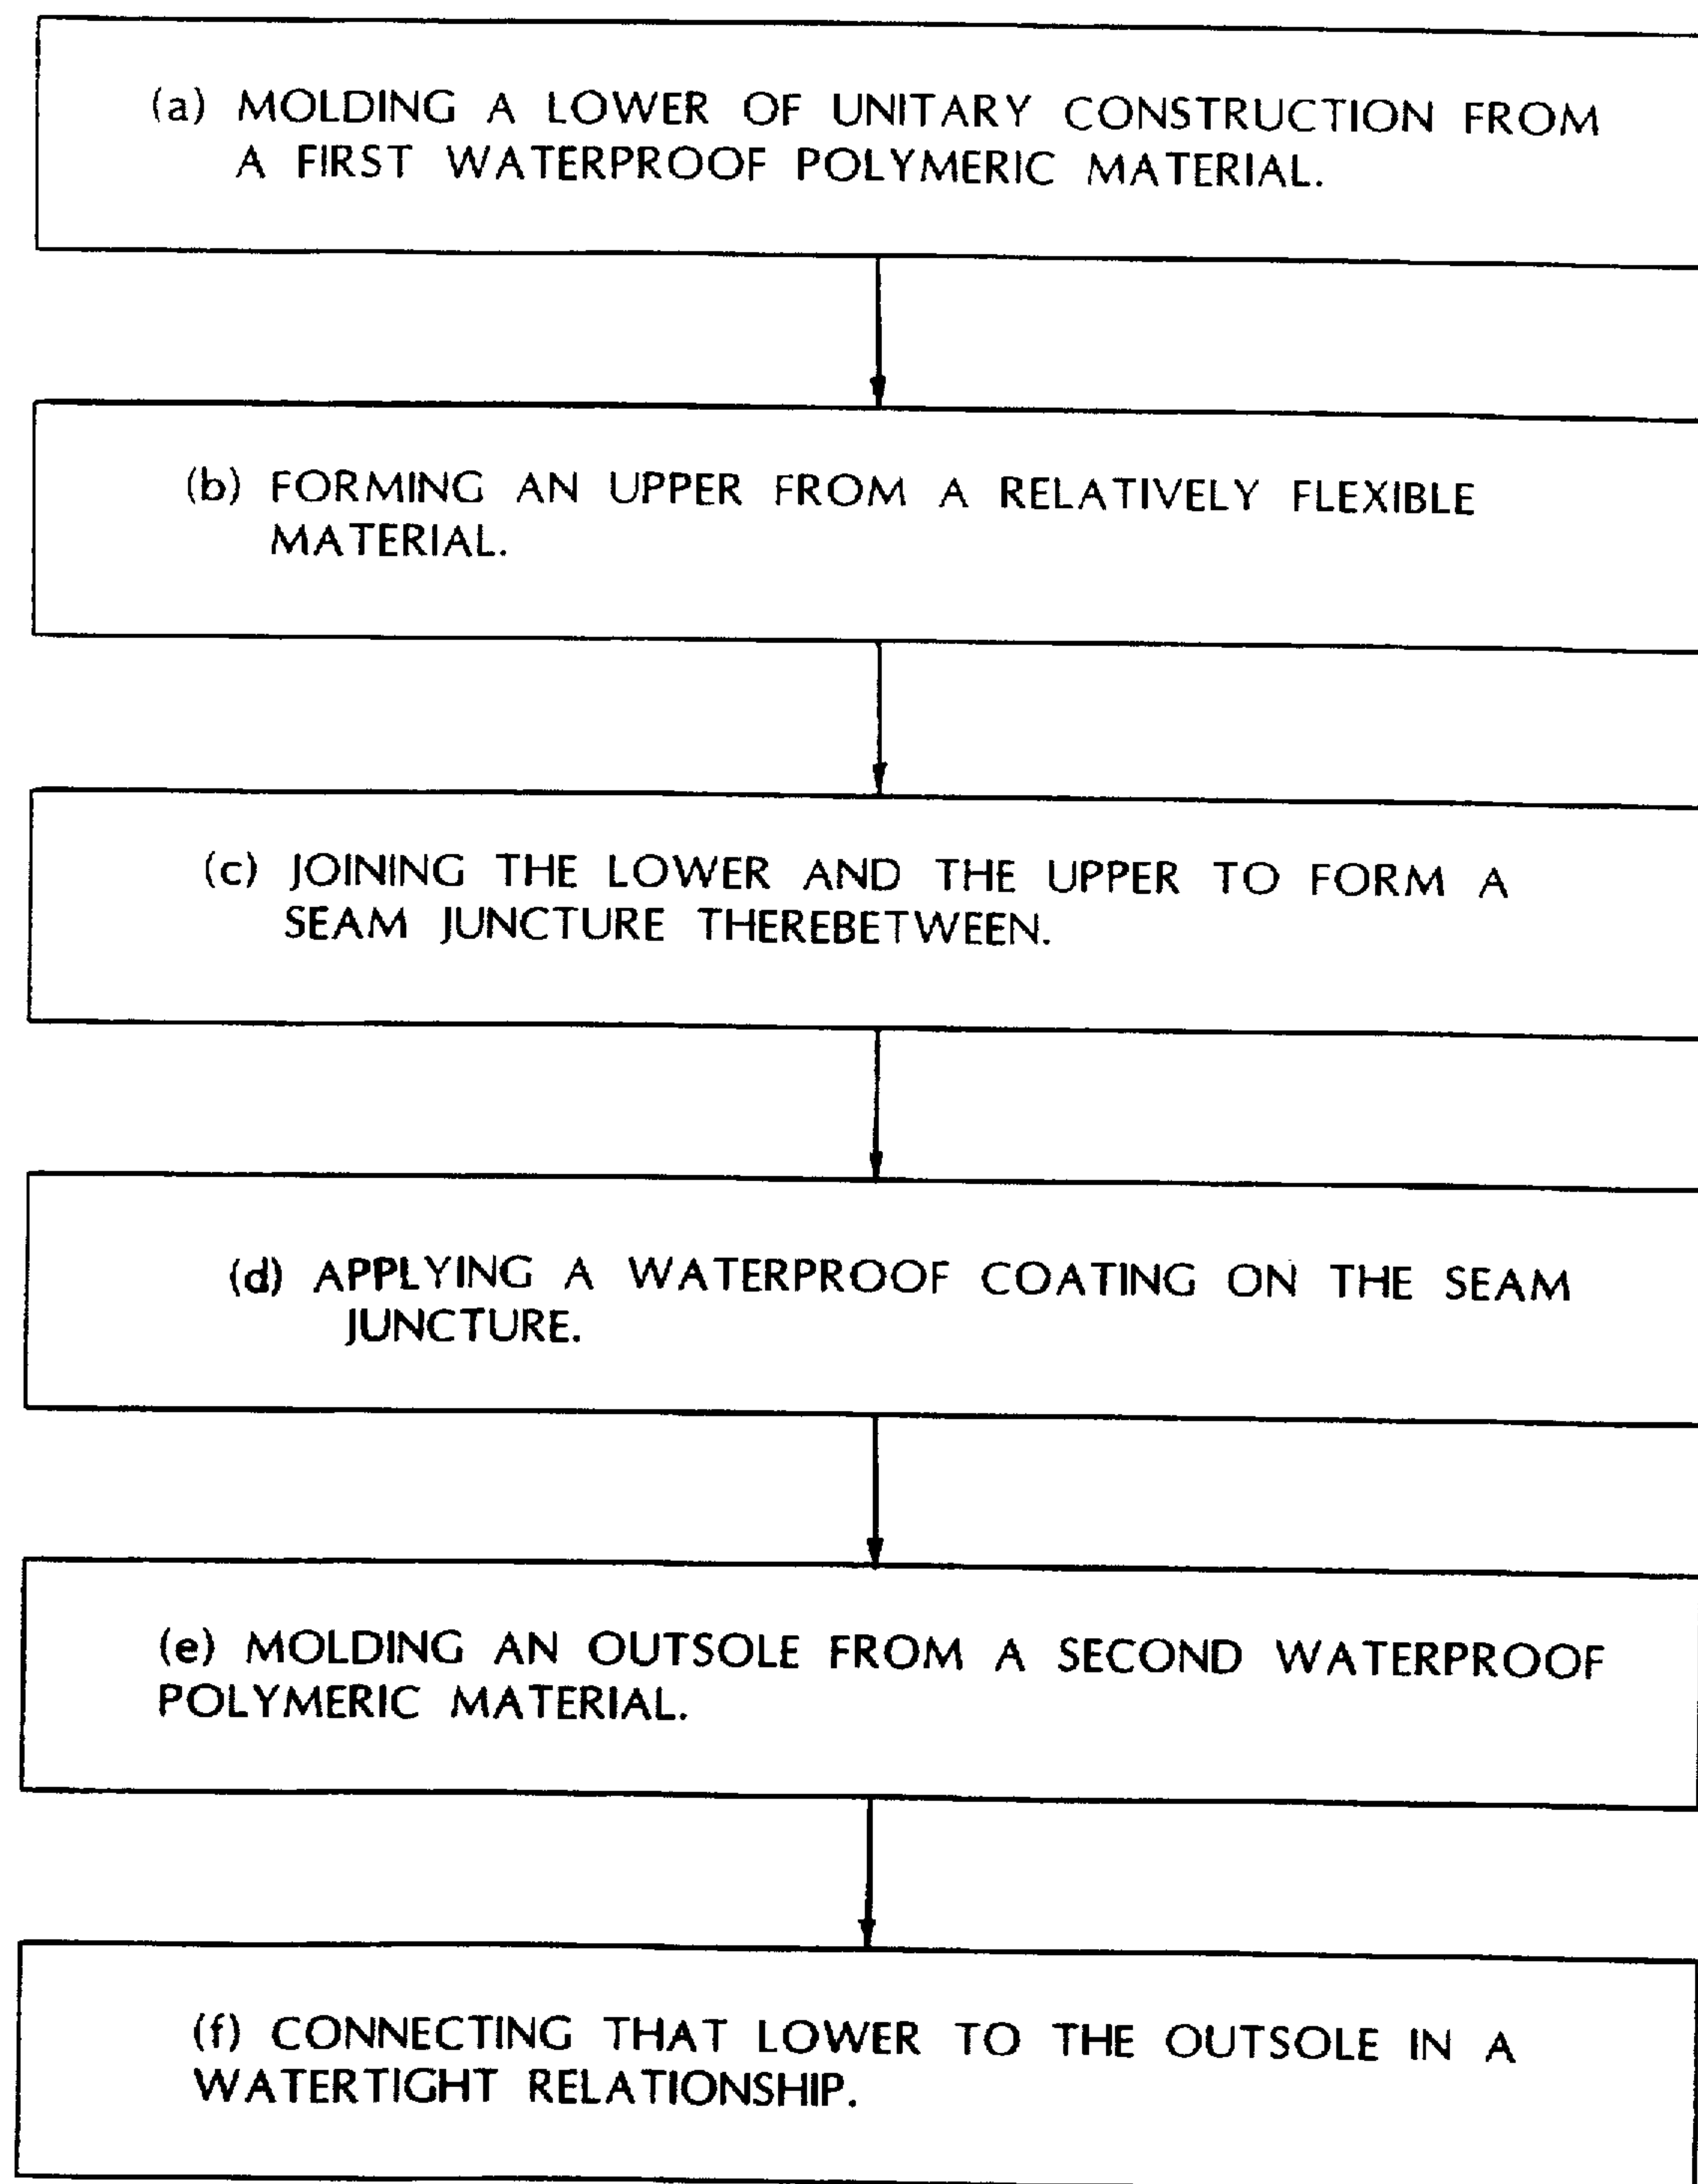 (a) MOLDING A LOWER OF UNITARY CONSTRUCTION FROM
A FIRST WATERPROOF POLYMERIC MATERIAL.
(b) FORMING AN UPPER FROM A RELATIVELY FLEXIBLE
MATERIAL.
(c) JOINING THE LOWER AND THE UPPER TO FORM A
SEAM JUNCTURE THEREBETWEEN.
(d) APPLYING A WATERPROOF COATING ON THE SEAM
JUNCTURE.
(e) MOLDING AN OUTSOLE FROM A SECOND WATERPROOF
POLYMERIC MATERIAL.
(f) CONNECTING THAT LOWER TO THE OUTSOLE IN A
WATERTIGHT RELATIONSHIP.